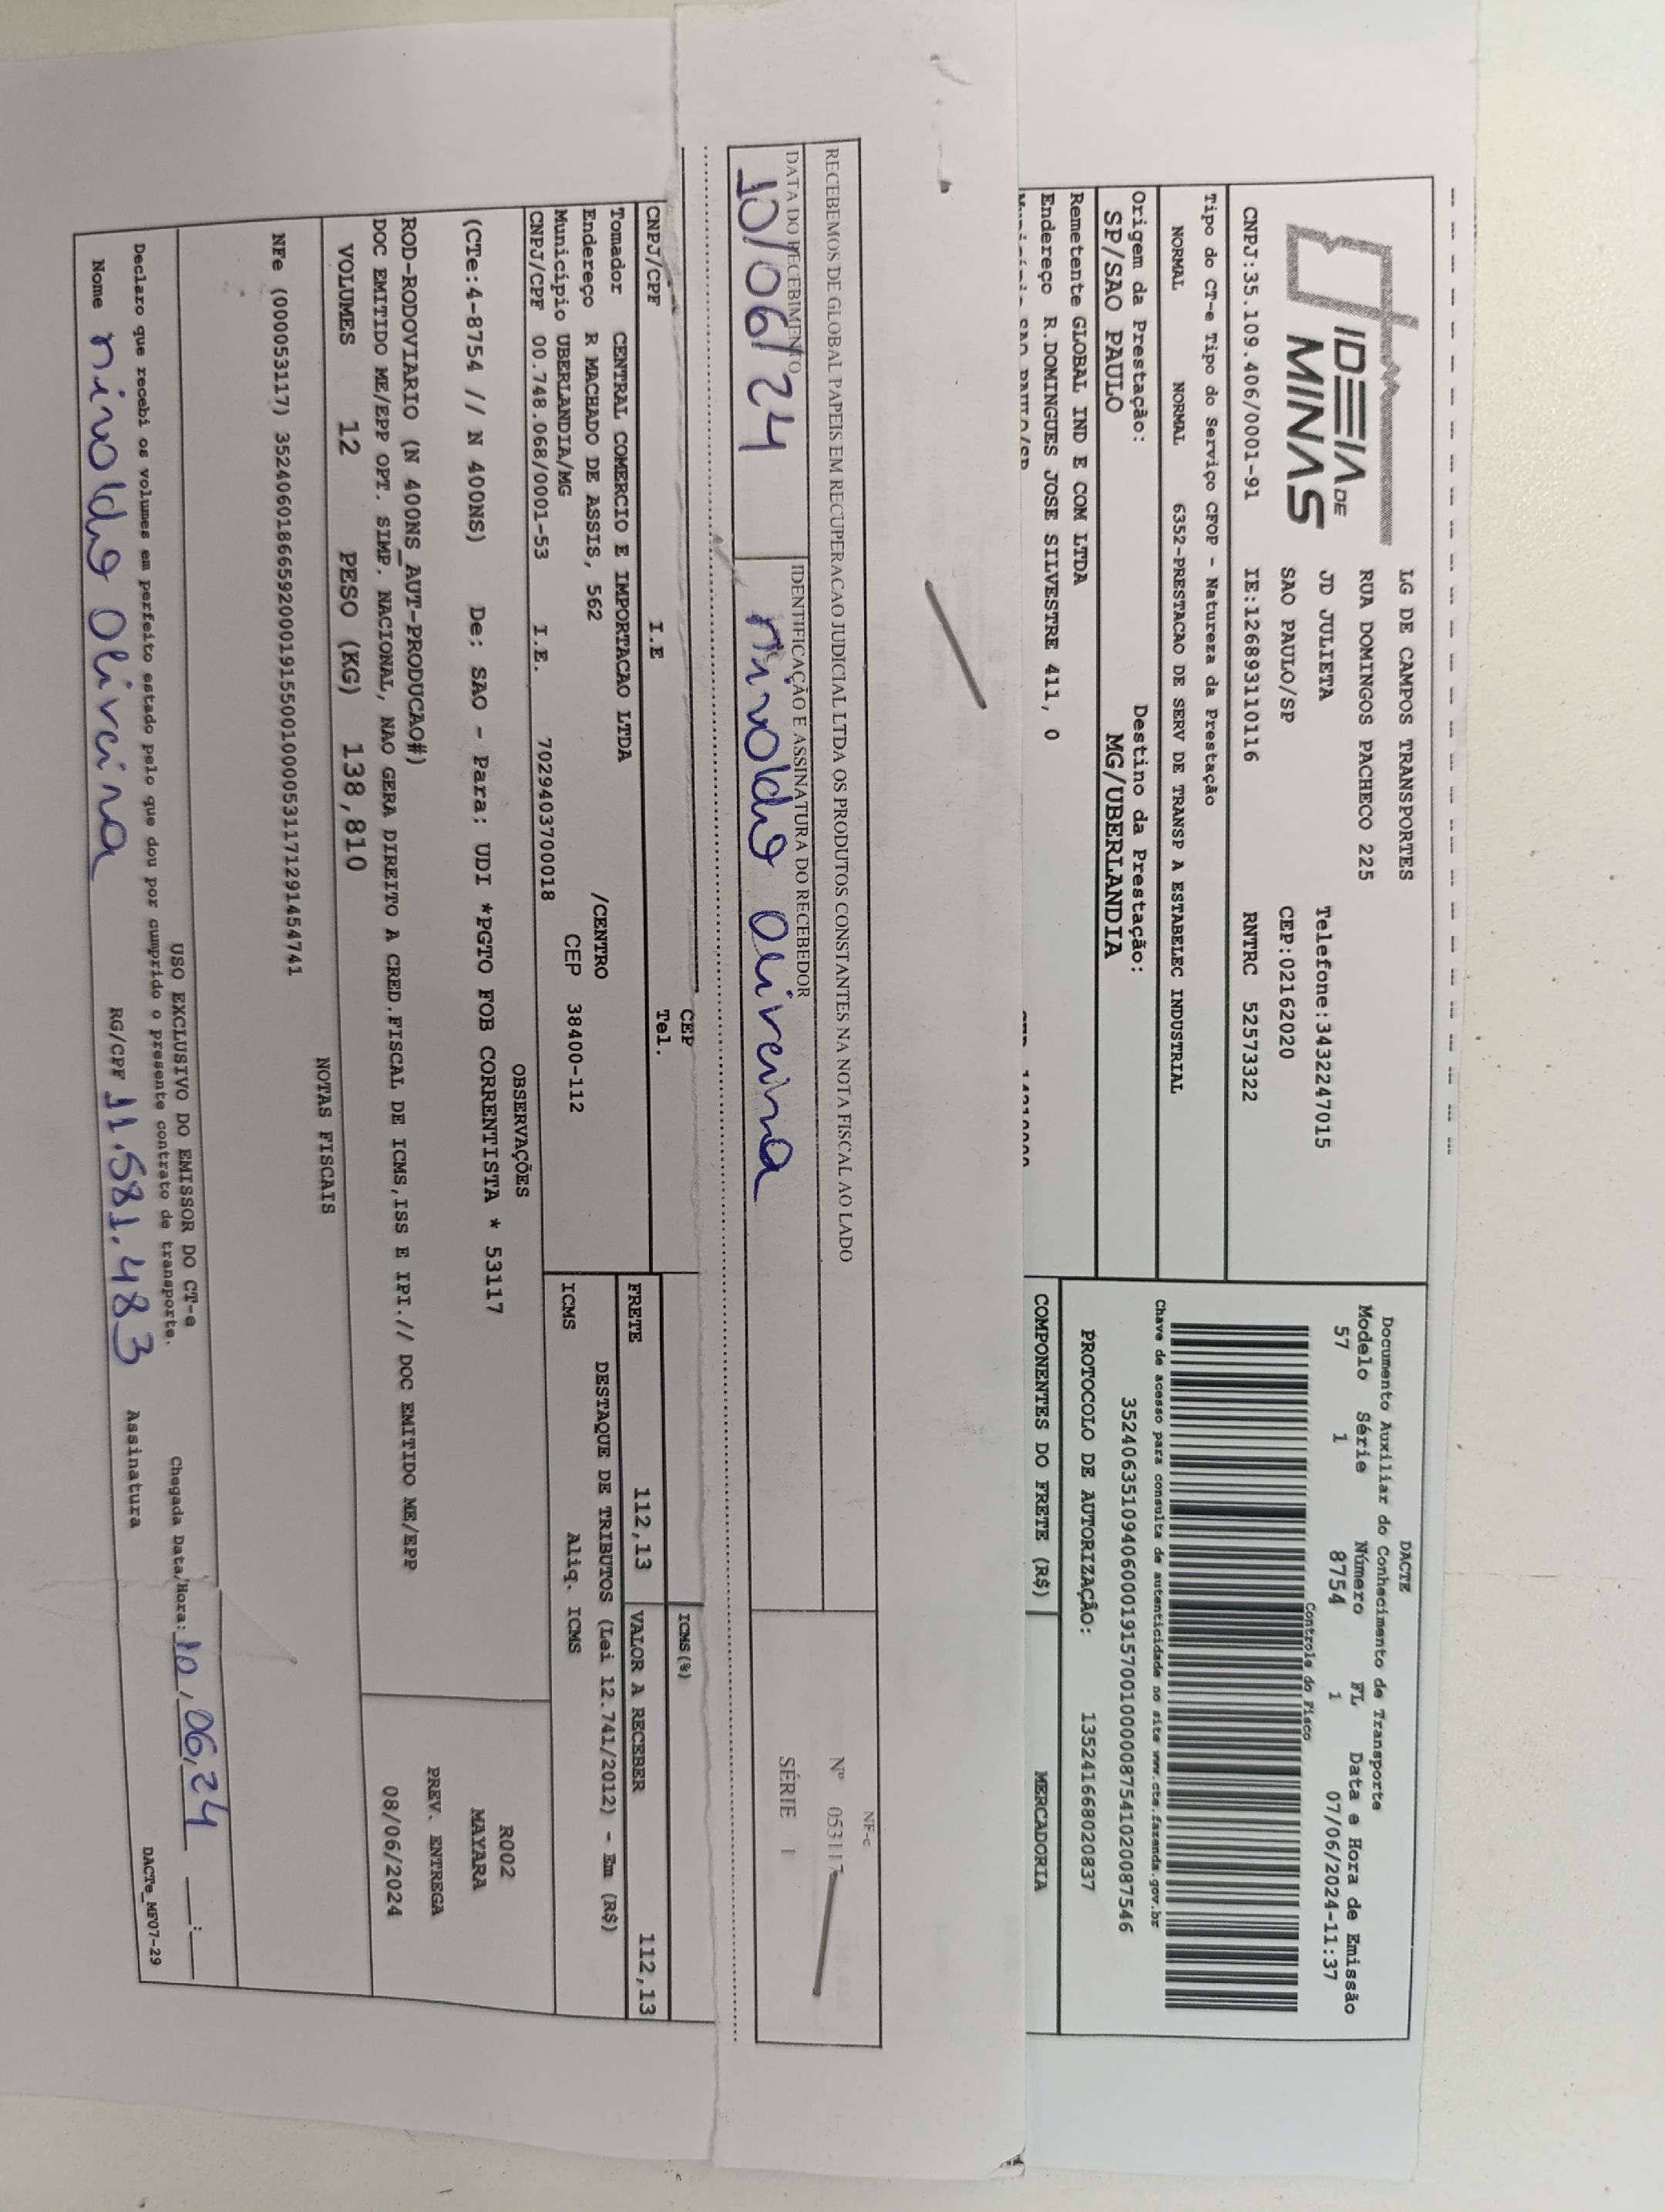 IDEIA DE
MINAS
LG DE CAMPOS TRANSPORTES
RUA DOMINGOS PACHECO 225
JD JULIETA Telefone:3432247015
SAO PAULO/SP CEP:02162020
CNPJ:35.109.406/0001-91 IE:126893110116 RNTRC 52573322
Tipo do CT-e Tipo do Serviço CFOP - Natureza da Prestação
NORMAL NORMAL 6352-PRESTACAO DE SERV DE TRANSP A ESTABELEC INDUSTRIAL
Origem da Prestação: Destino da Prestação:
SP/SAO PAULO MG/UBERLANDIA
Remetente GLOBAL IND E COM LTDA
Endereço R.DOMINGUES JOSE SILVESTRE 411, 0
DACTE
Documento Auxiliar do Conhecimento de Transporte
Modelo Série Número FL Data e Hora de Emissão
57 1 8754 1 07/06/2024-11:37
Controle do Fisco
Chave de acesso para consulta de autenticidade no site www.cte.fazenda.gov.br
35240635109406000191570010000087541020087546
PROTOCOLO DE AUTORIZAÇÃO: 135241668020837
COMPONENTES DO FRETE (R$) MERCADORIA
RECEBEMOS DE GLOBAL PAPEIS EM RECUPERACAO JUDICIAL LTDA OS PRODUTOS CONSTANTES NA NOTA FISCAL AO LADO
DATA DO RECEBIMENTO IDENTIFICAÇÃO E ASSINATURA DO RECEBEDOR
10/06/24 nivoldo Oliveira
NF-e
Nº 053117
SÉRIE 1
CEP
CNPJ/CPF I.E Tel.
Tomador CENTRAL COMERCIO E IMPORTACAO LTDA
Endereço R MACHADO DE ASSIS, 562 /CENTRO
Município UBERLANDIA/MG CEP 38400-112
CNPJ/CPF 00.748.068/0001-53 I.E. 7029403700018
ICMS(%)
FRETE 112,13 VALOR A RECEBER 112,13
DESTAQUE DE TRIBUTOS (Lei 12.741/2012) - Em (R$)
ICMS Aliq. ICMS
OBSERVAÇÕES
(CTe:4-8754 // N 400NS) De: SAO - Para: UDI *PGTO FOB CORRENTISTA * 53117
ROD-RODOVIARIO (N 400NS_AUT-PRODUCAO#)
DOC EMITIDO ME/EPP OPT. SIMP. NACIONAL, NAO GERA DIREITO A CRED.FISCAL DE ICMS,ISS E IPI.// DOC EMITIDO ME/EPP
R002
MAYARA
PREV. ENTREGA
08/06/2024
VOLUMES 12 PESO (KG) 138,810
NOTAS FISCAIS
NFe (000053117) 35240601866592000191550010000531171291454741
USO EXCLUSIVO DO EMISSOR DO CT-e
Declaro que recebi os volumes em perfeito estado pelo que dou por cumprido o presente contrato de transporte.
Chegada Data/Hora: 10/06/24 __:__
Nome nivoldo Oliveira RG/CPF 11.581.483 Assinatura
DACTe_MF07-29